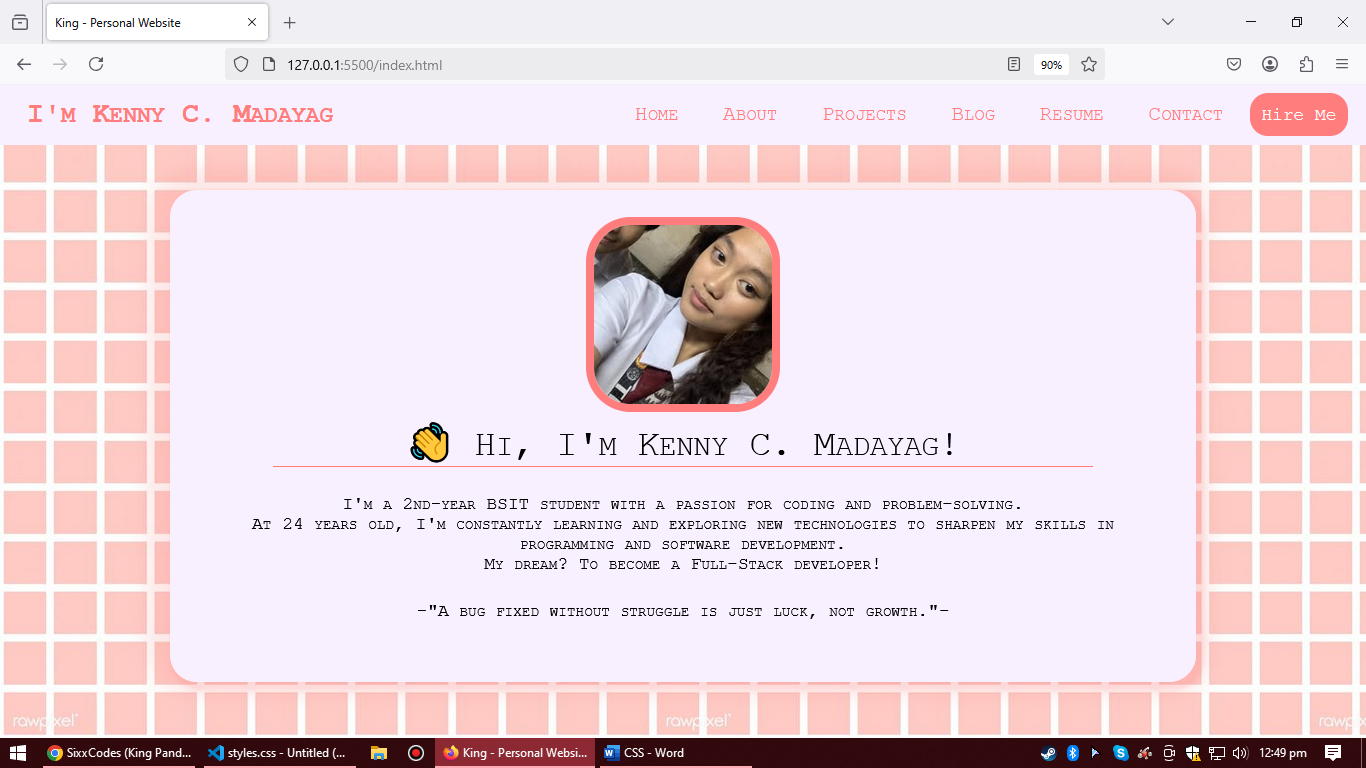 King - Personal Website
127.0.0.1:5500/index.html
90%
I'm Kenny C. Madayag
Home About Projects Blog Resume Contact Hire Me
👋 Hi, I'm Kenny C. Madayag!
I'm a 2nd-year BSIT student with a passion for coding and problem-solving.
At 24 years old, I'm constantly learning and exploring new technologies to sharpen my skills in
programming and software development.
My dream? To become a Full-Stack developer!
-"A bug fixed without struggle is just luck, not growth."-
rawpixel rawpixel rawpixel
SixxCodes (King Pand... styles.css - Untitled (... King - Personal Websi... CSS - Word 12:49 pm